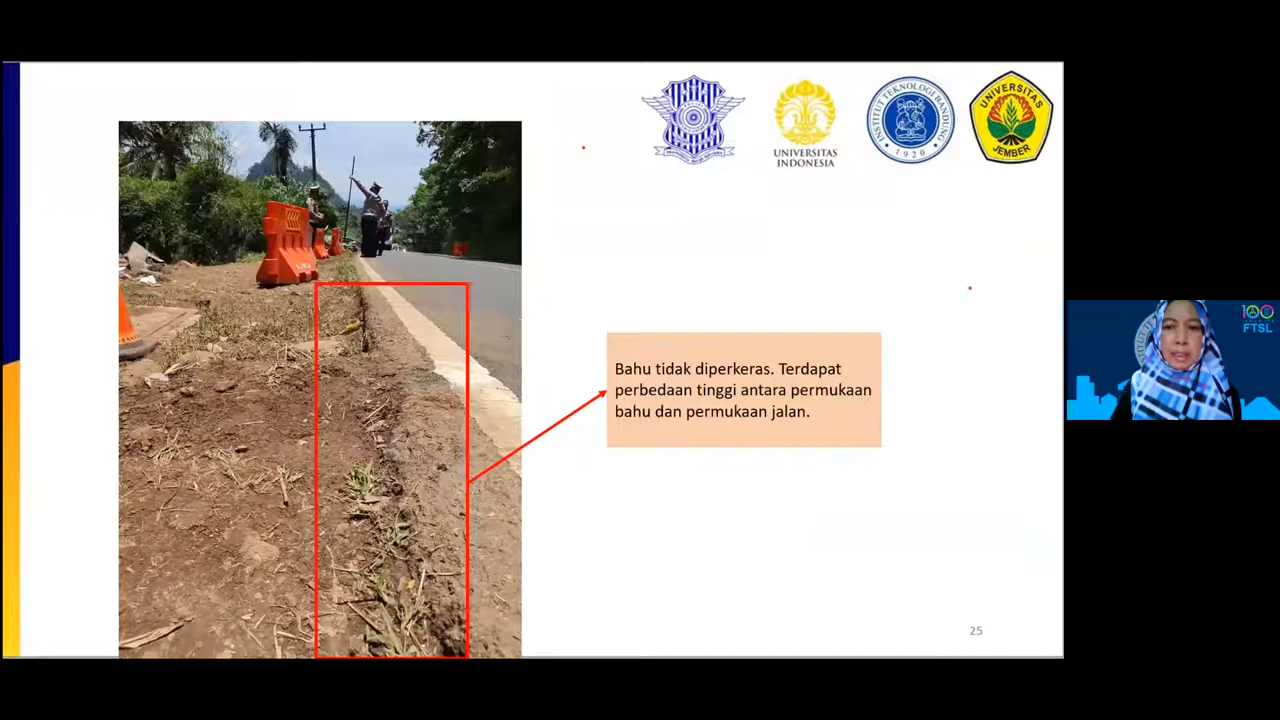 UNIVERSITAS
INDONESIA
INSTITUT TEKNOLOGI BANDUNG
1920
UNIVERSITAS
JEMBER
100
FTSL
Bahu tidak diperkeras. Terdapat
perbedaan tinggi antara permukaan
bahu dan permukaan jalan.
25